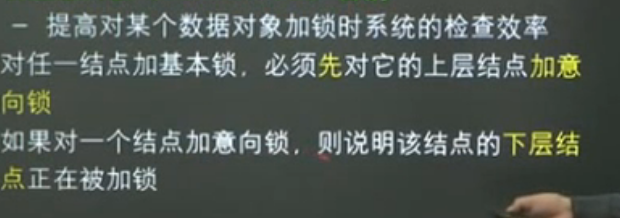 – 提高对某个数据对象加锁时系统的检查效率
对任一结点加基本锁，必须先对它的上层结点加意
向锁
如果对一个结点加意向锁，则说明该结点的下层结
点正在被加锁